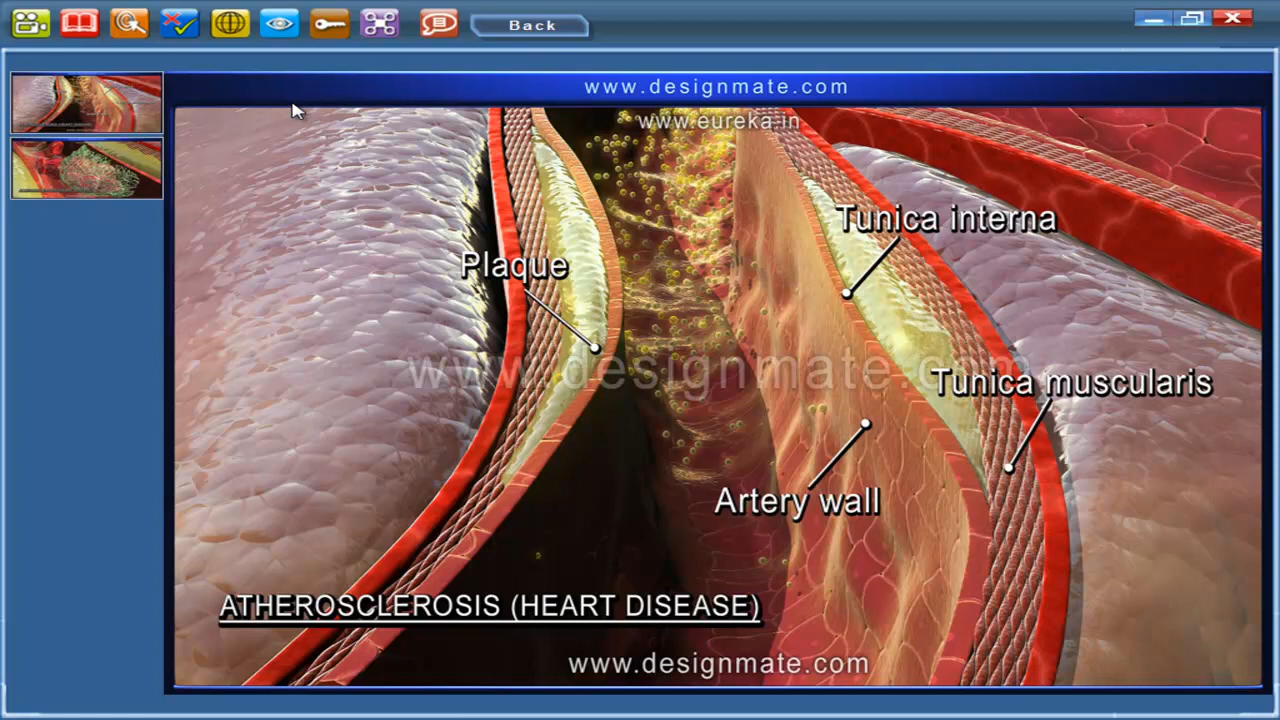 Back
www.designmate.com
www.eureka.in
Tunica interna
Plaque
www.designmate.com
Tunica muscularis
Artery wall
ATHEROSCLEROSIS (HEART DISEASE)
www.designmate.com